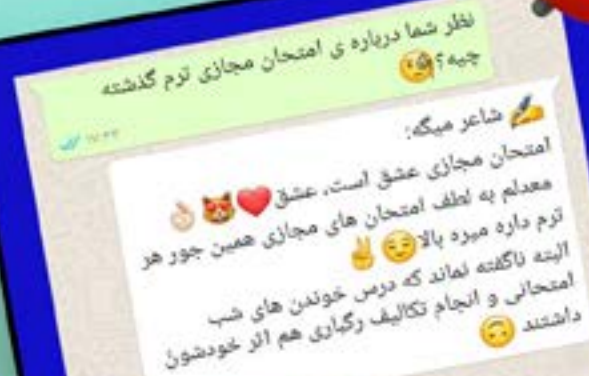 نظر شما درباره ی امتحان مجازی ترم گذشته
چیه؟🧐
۱۷:۴۳
✍️ شاعر میگه:
امتحان مجازی عشق است، عشق❤️😻👌🏻
معدلم به لطف امتحان های مجازی همین جور هر
ترم داره میره بالا😏✌️
البته ناگفته نماند که درس خوندن های شب
امتحانی و انجام تکالیف رگباری هم اثر خودشون
داشتند 🙃